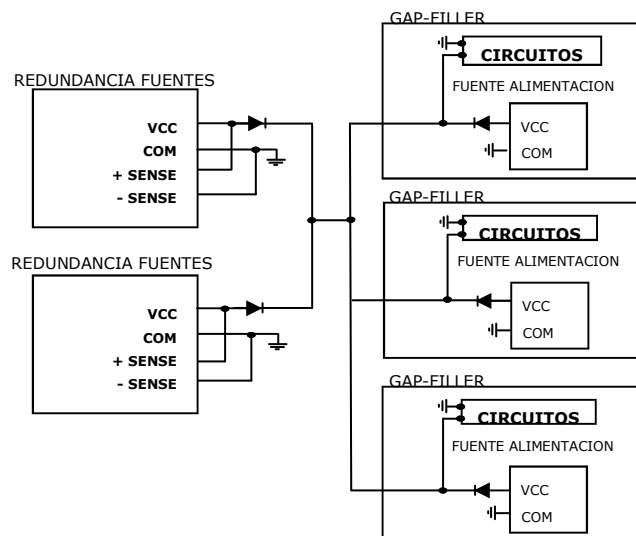 REDUNDANCIA FUENTES
VCC
COM
+ SENSE
- SENSE
REDUNDANCIA FUENTES
VCC
COM
+ SENSE
- SENSE
GAP-FILLER
CIRCUITOS
FUENTE ALIMENTACION
VCC
COM
GAP-FILLER
CIRCUITOS
FUENTE ALIMENTACION
VCC
COM
GAP-FILLER
CIRCUITOS
FUENTE ALIMENTACION
VCC
COM